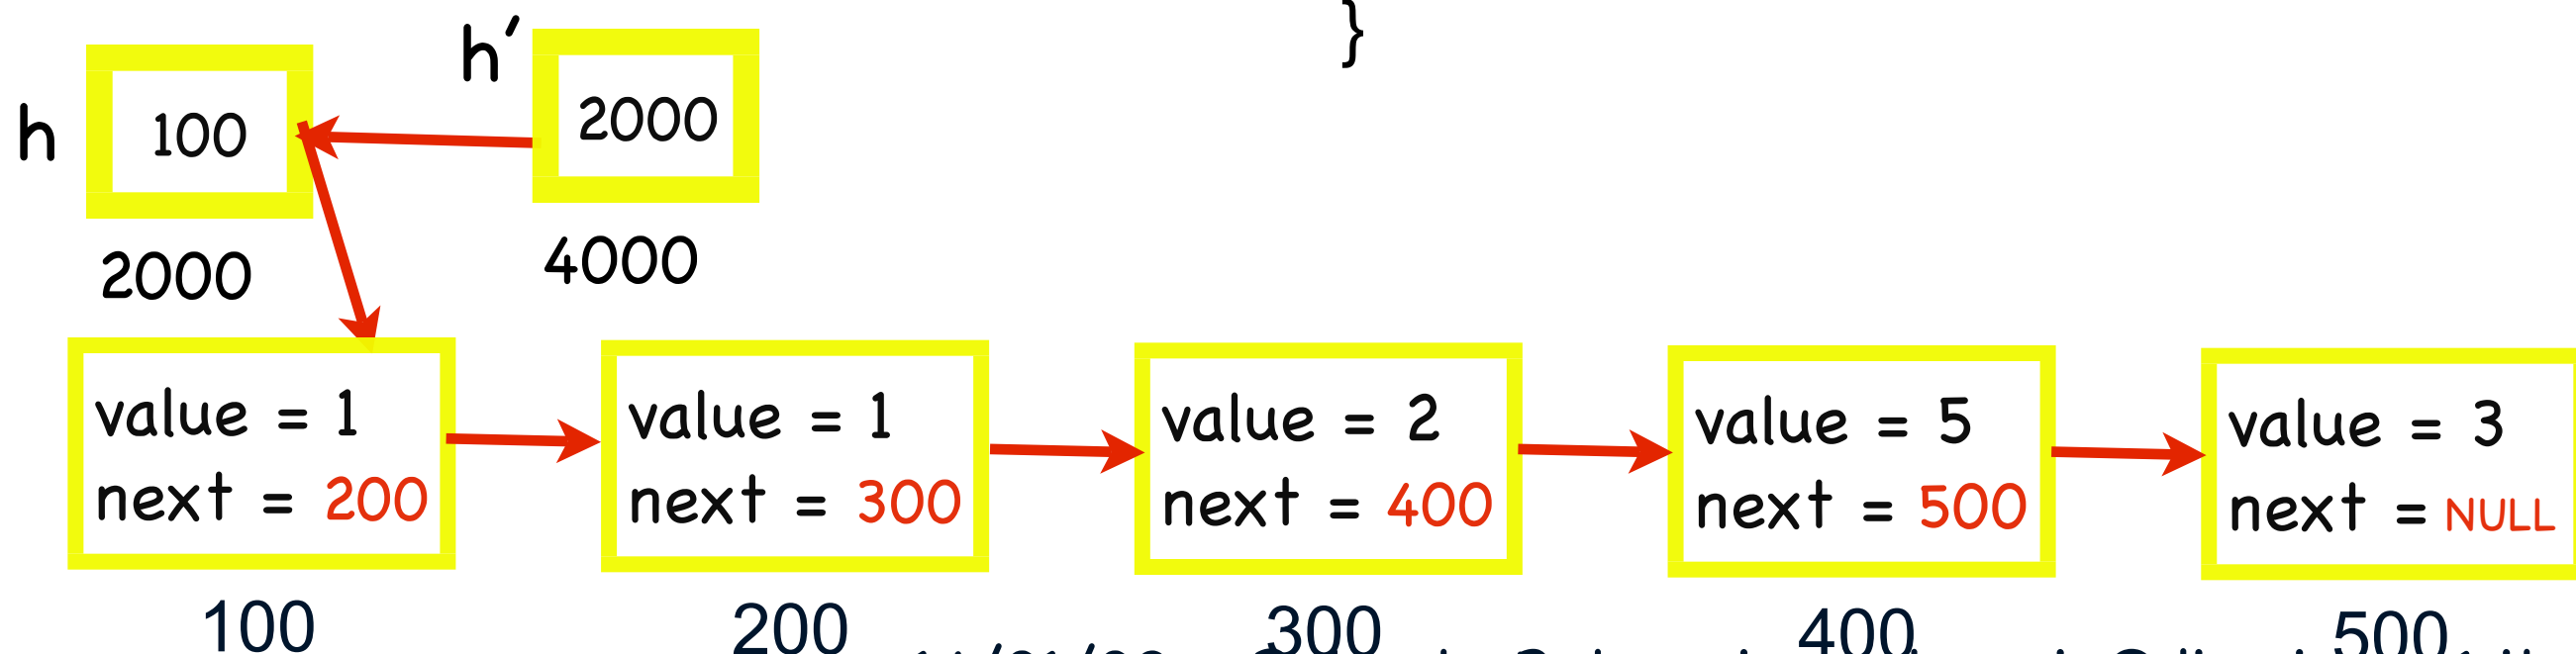 }
h
100
2000
h′
2000
4000
value = 1
next = 200
100
value = 1
next = 300
200
value = 2
next = 400
300
value = 5
next = 500
400
value = 3
next = NULL
500